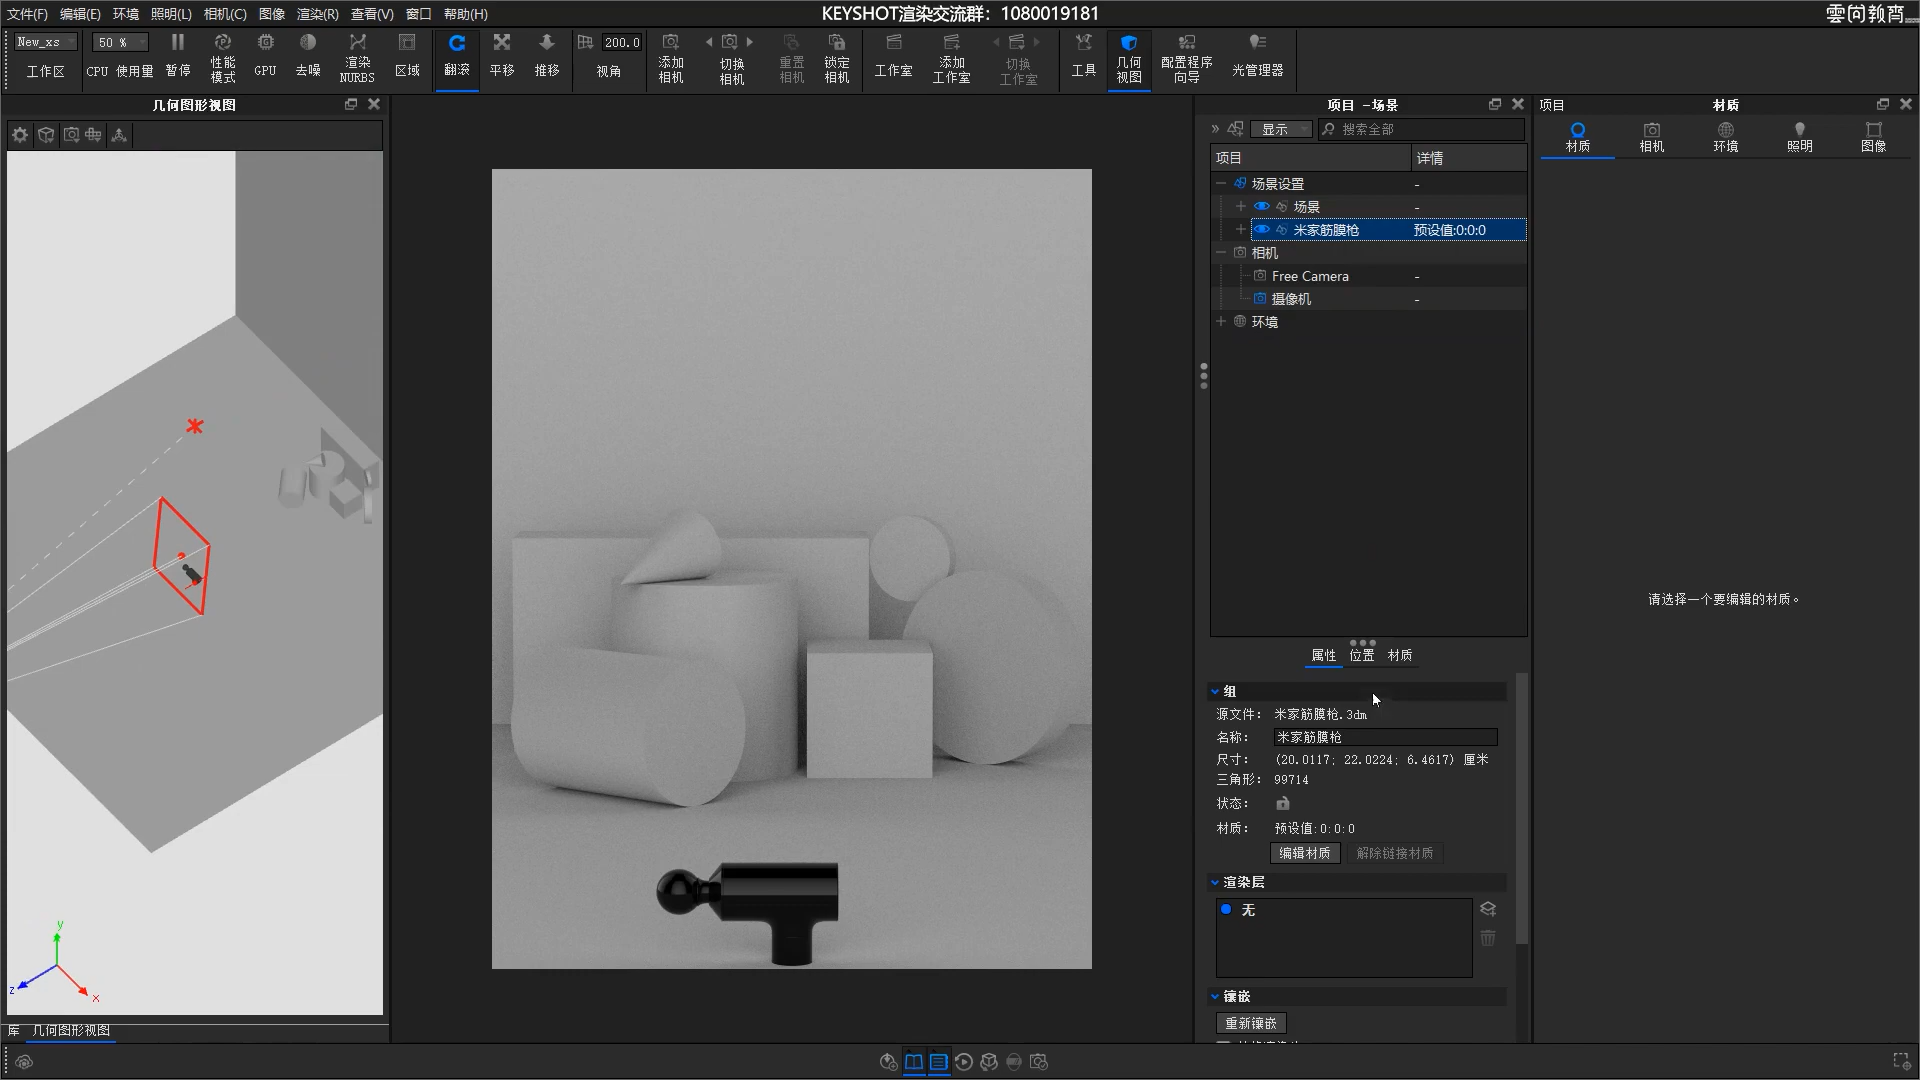 文件(F) 编辑(E) 环境 照明(L) 相机(C) 图像 渲染(R) 查看(V) 窗口 帮助(H)
KEYSHOT渲染交流群：1080019181
New_xs 50 % 200.0
工作区 CPU 使用量 暂停 性能模式 GPU 去噪 渲染NURBS 区域 翻滚 平移 推移 视角 添加相机 切换相机 重置相机 锁定相机 工作室 添加工作室 切换工作室 工具 几何视图 配置程序向导 光管理器
几何图形视图
y
z
x
库 几何图形视图
项目 -场景
显示 搜索全部
项目 详情
场景设置 -
场景 -
米家筋膜枪 预设值:0:0:0
相机
Free Camera -
摄像机 -
环境
属性 位置 材质
组
源文件: 米家筋膜枪.3dm
名称: 米家筋膜枪
尺寸: (20.0117; 22.0224; 6.4617) 厘米
三角形: 99714
状态:
材质: 预设值:0:0:0
编辑材质 解除链接材质
渲染层
无
镶嵌
重新镶嵌
项目 材质
材质 相机 环境 照明 图像
请选择一个要编辑的材质。